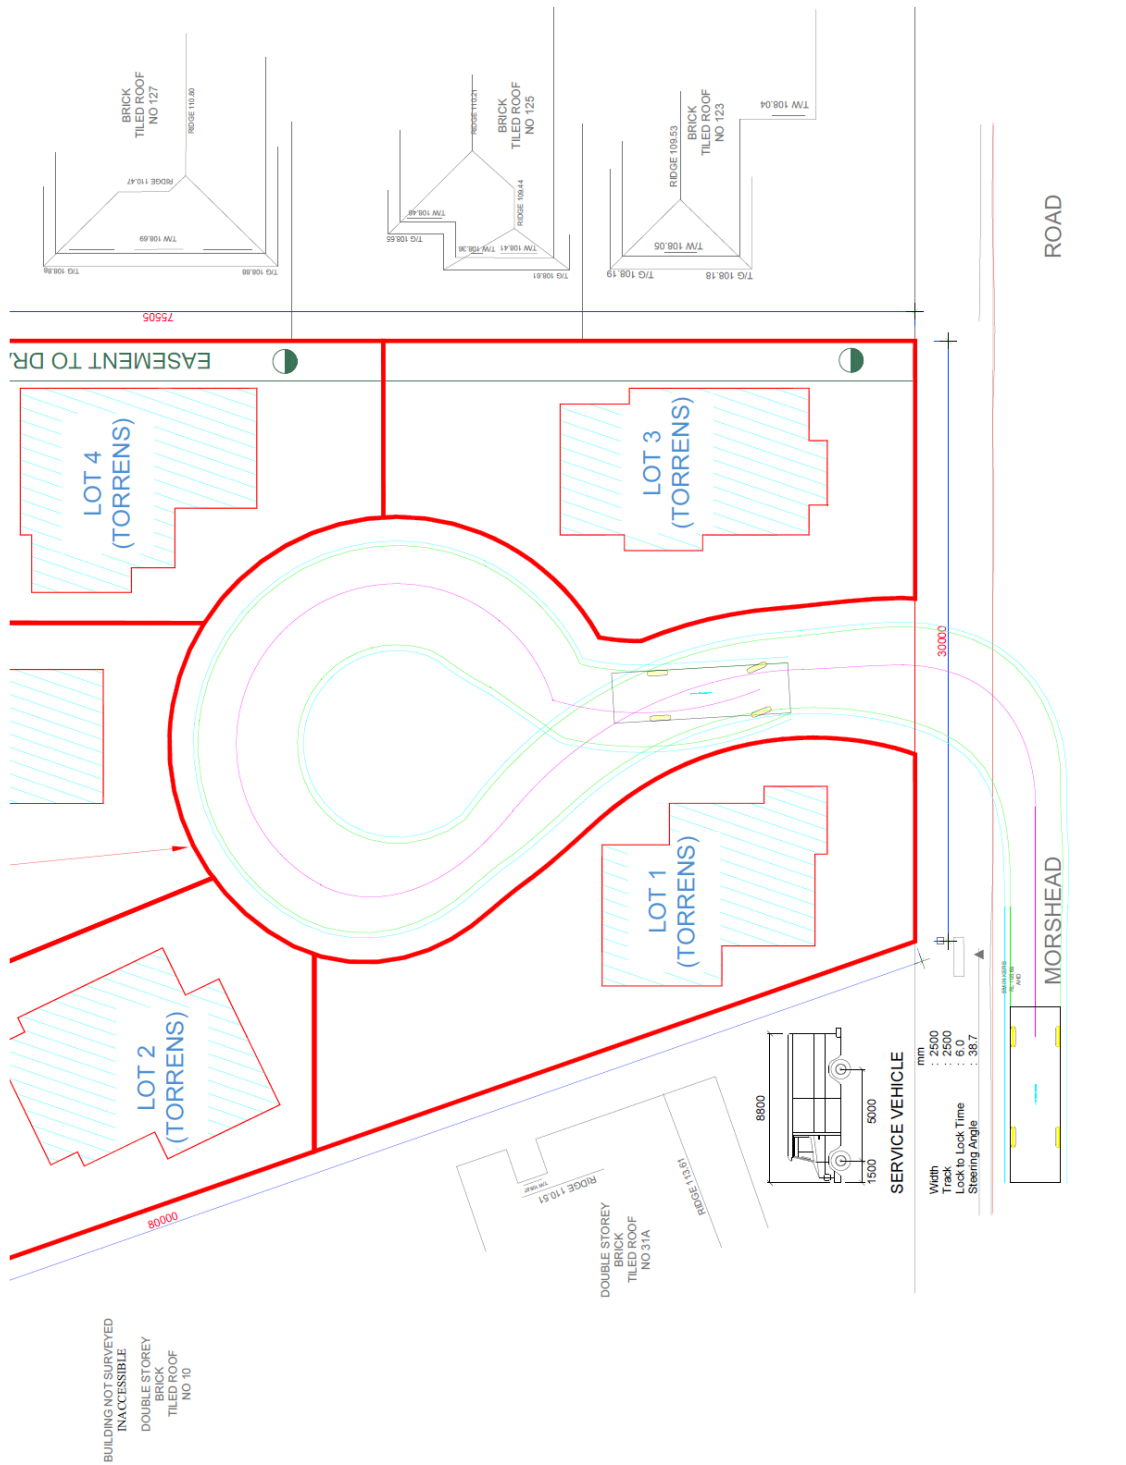 BRICK
TILED ROOF
NO 127
RIDGE 110.80
RIDGE 110.47
T/W 108.69
T/G 108.88
T/G 108.88
BRICK
TILED ROOF
NO 125
RIDGE 110.21
RIDGE 109.44
T/W 108.48
T/G 108.65
T/W 108.38
T/W 108.41
T/G 108.61
BRICK
TILED ROOF
NO 123
RIDGE 109.53
T/W 108.04
T/W 108.05
T/G 108.19
T/G 108.18
ROAD
75505
EASEMENT TO DRA
LOT 4
(TORRENS)
LOT 3
(TORRENS)
30000
LOT 1
(TORRENS)
LOT 2
(TORRENS)
MORSHEAD
80000
8800
5000
1500
SERVICE VEHICLE
mm
Width : 2500
Track : 2500
Lock to Lock Time : 6.0
Steering Angle : 38.7
RIDGE 110.51
RIDGE 113.61
DOUBLE STOREY
BRICK
TILED ROOF
NO 31A
BUILDING NOT SURVEYED
INACCESSIBLE
DOUBLE STOREY
BRICK
TILED ROOF
NO 10